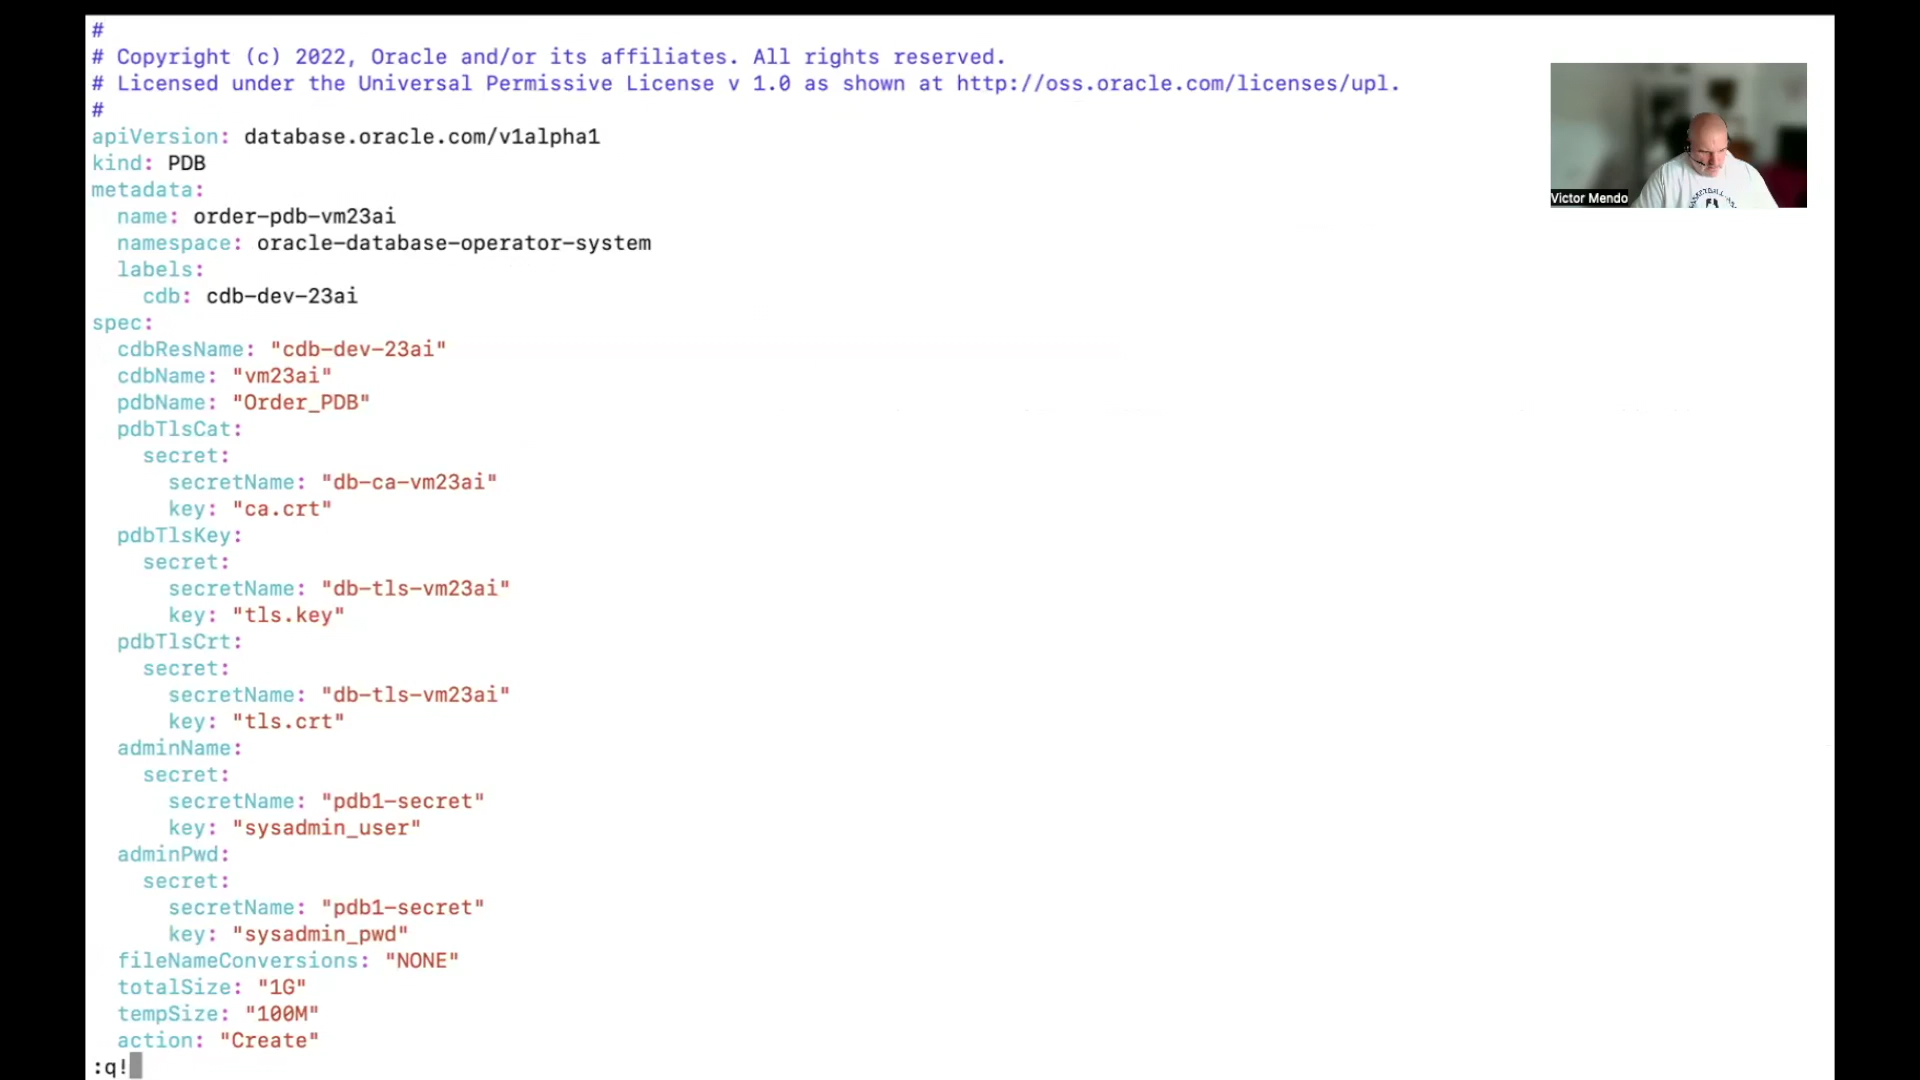 #
# Copyright (c) 2022, Oracle and/or its affiliates. All rights reserved.
# Licensed under the Universal Permissive License v 1.0 as shown at http://oss.oracle.com/licenses/upl.
#
apiVersion: database.oracle.com/v1alpha1
kind: PDB
metadata:
  name: order-pdb-vm23ai
  namespace: oracle-database-operator-system
  labels:
    cdb: cdb-dev-23ai
spec:
  cdbResName: "cdb-dev-23ai"
  cdbName: "vm23ai"
  pdbName: "Order_PDB"
  pdbTlsCat:
    secret:
      secretName: "db-ca-vm23ai"
      key: "ca.crt"
  pdbTlsKey:
    secret:
      secretName: "db-tls-vm23ai"
      key: "tls.key"
  pdbTlsCrt:
    secret:
      secretName: "db-tls-vm23ai"
      key: "tls.crt"
  adminName:
    secret:
      secretName: "pdb1-secret"
      key: "sysadmin_user"
  adminPwd:
    secret:
      secretName: "pdb1-secret"
      key: "sysadmin_pwd"
  fileNameConversions: "NONE"
  totalSize: "1G"
  tempSize: "100M"
  action: "Create"
:q!
Victor Mendo